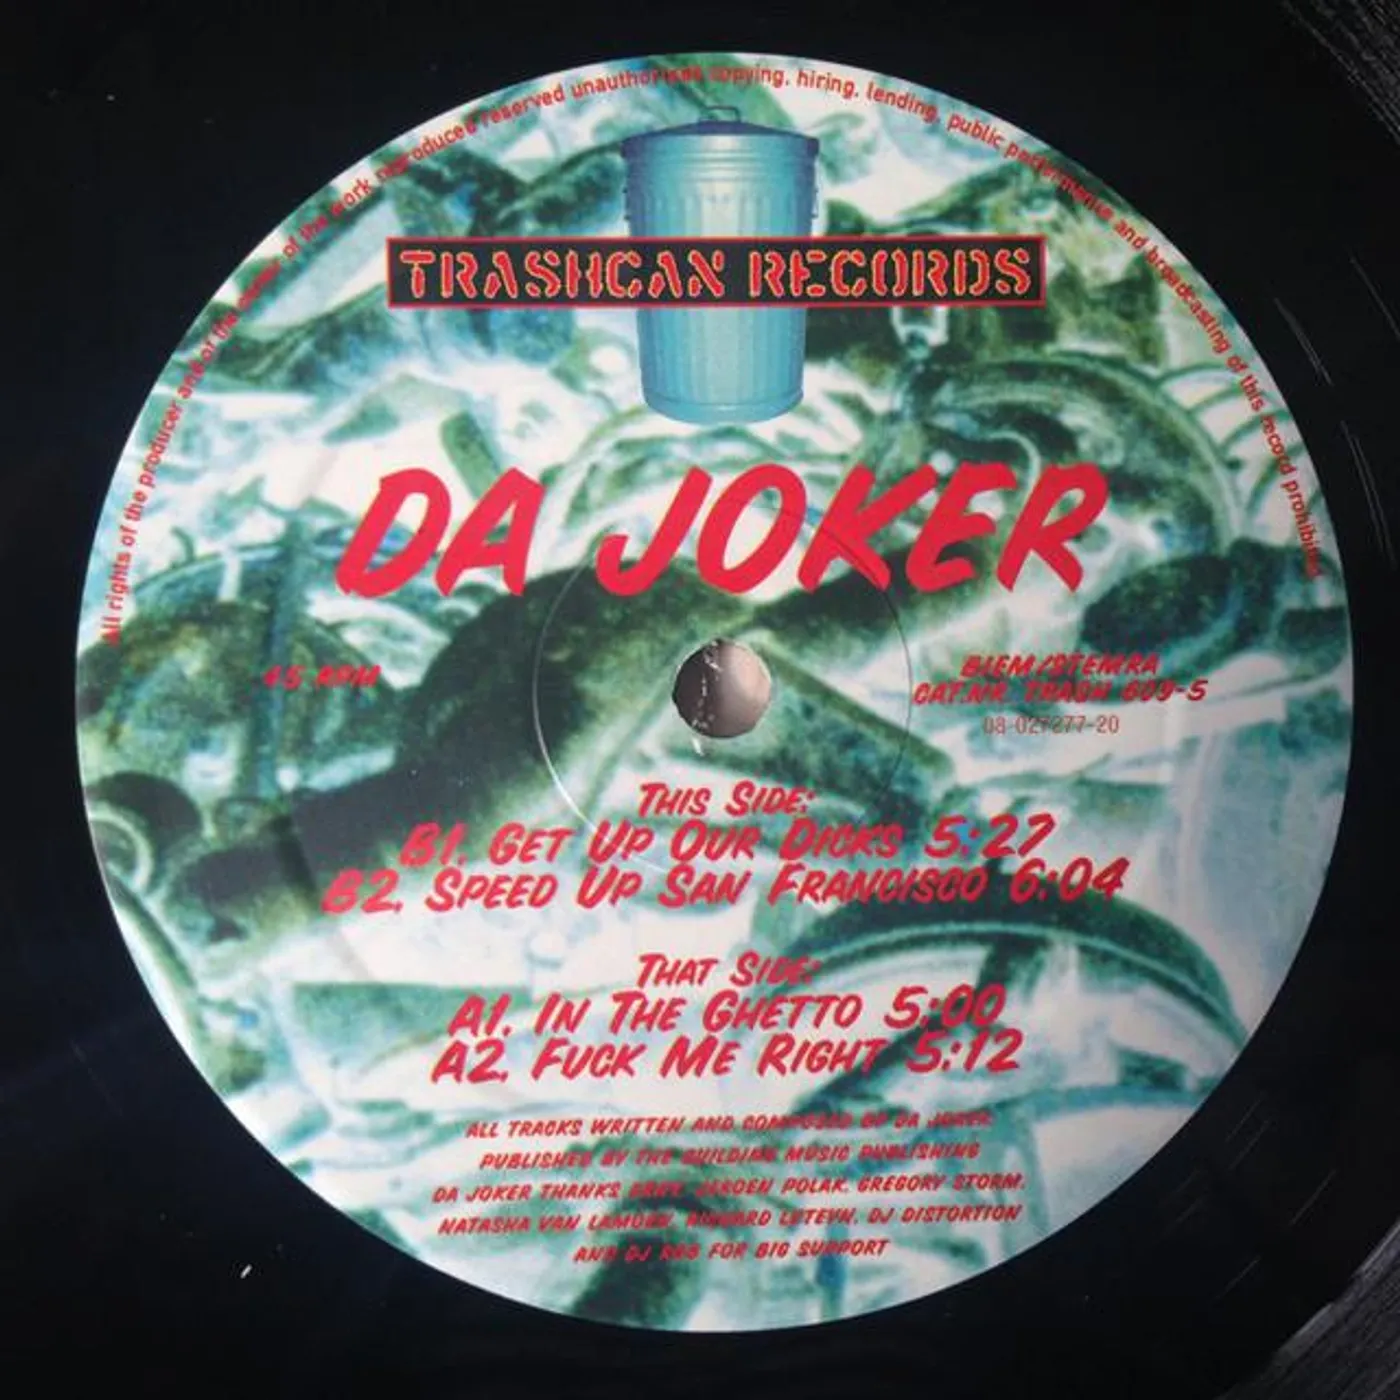 All rights of the producer and of the owner of the work reproduced reserved unauthorised copying, hiring, lending, public performance and broadcasting of this record prohibited
TRASHCAN RECORDS
DA JOKER
45 RPM
BIEM/STEMRA
CAT.NR. TRASH 609-5
08-027277-20
THIS SIDE:
B1. GET UP OUR DICKS 5:27
B2. SPEED UP SAN FRANCISCO 6:04
THAT SIDE:
A1. IN THE GHETTO 5:00
A2. FUCK ME RIGHT 5:12
ALL TRACKS WRITTEN AND COMPOSED BY DA JOKER.
PUBLISHED BY THE BUILDING MUSIC PUBLISHING
DA JOKER THANKS JEROEN POLAK, GREGORY STORM,
NATASHA VAN DJ DISTORTION
AND DJ ROB FOR BIG SUPPORT